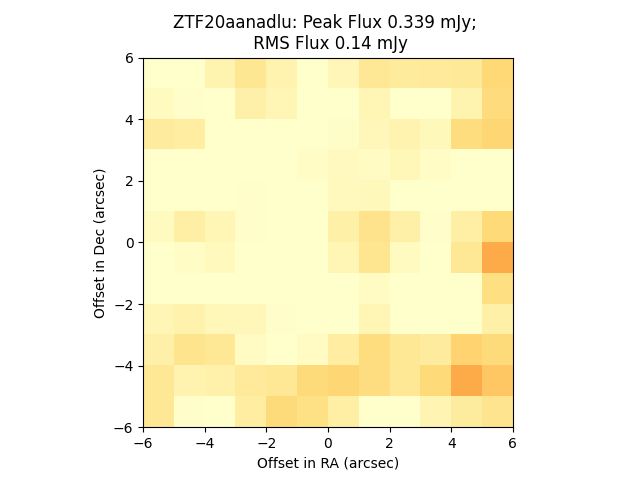 ZTF20aanadlu: Peak Flux 0.339 mJy;
RMS Flux 0.14 mJy
6
4
2
0
−2
−4
−6
Offset in Dec (arcsec)
−6 −4 −2 0 2 4 6
Offset in RA (arcsec)